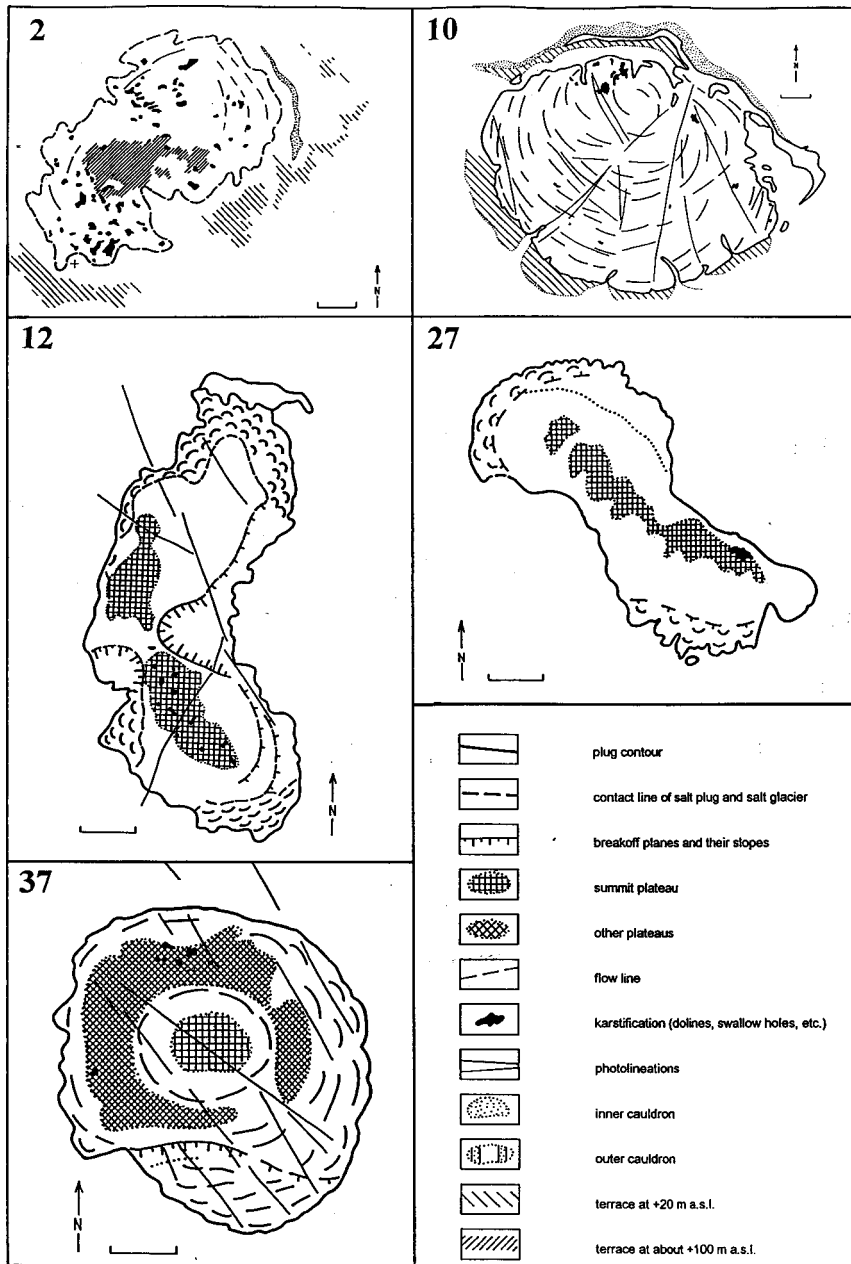 2
N
10
N
12
N
27
N
37
N
plug contour
contact line of salt plug and salt glacier
breakoff planes and their slopes
summit plateau
other plateaus
flow line
karstification (dolines, swallow holes, etc.)
photolineations
inner cauldron
outer cauldron
terrace at +20 m a.s.l.
terrace at about +100 m a.s.l.